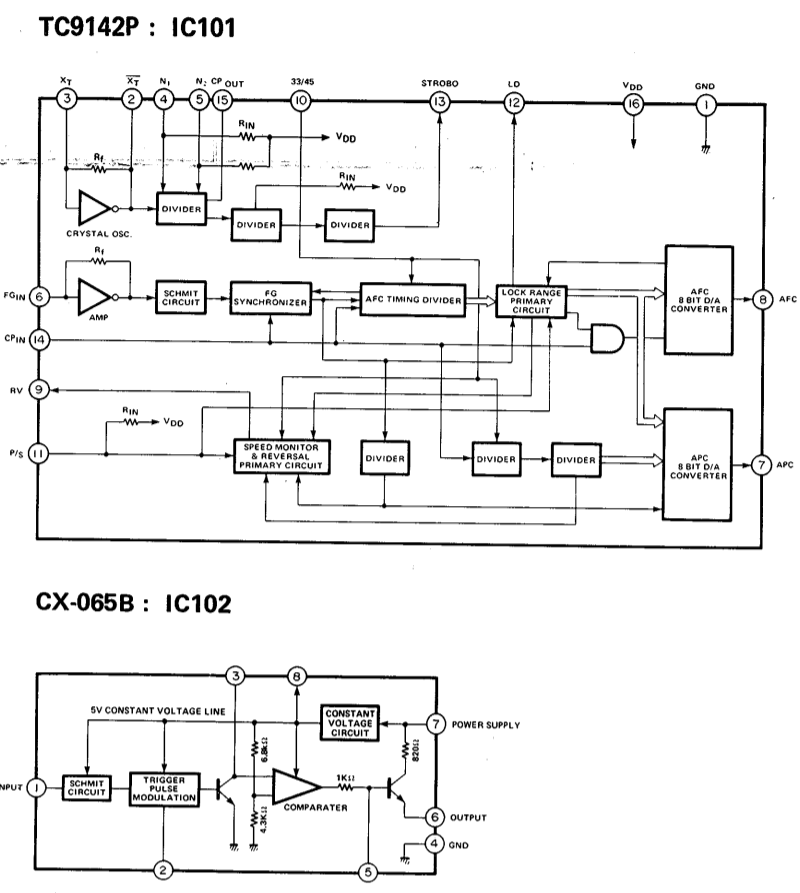 TC9142P : IC101
XT X̅T̅ N1 N2 CP OUT 33/45 STROBO LD VDD GND
3 2 4 5 15 10 13 12 16 1
RIN VDD
Rf
RIN VDD
CRYSTAL OSC.
DIVIDER
DIVIDER
DIVIDER
Rf
FGIN 6
AMP
SCHMIT
CIRCUIT
FG
SYNCHRONIZER
AFC TIMING DIVIDER
LOCK RANGE
PRIMARY
CIRCUIT
AFC
8 BIT D/A
CONVERTER
8 AFC
CPIN 14
RV 9
RIN VDD
P/S 11
SPEED MONITOR
& REVERSAL
PRIMARY CIRCUIT
DIVIDER
DIVIDER
DIVIDER
APC
8 BIT D/A
CONVERTER
7 APC
CX-065B : IC102
3 8
5V CONSTANT VOLTAGE LINE
CONSTANT
VOLTAGE
CIRCUIT
7 POWER SUPPLY
6.8kΩ
820Ω
NPUT 1
SCHMIT
CIRCUIT
TRIGGER
PULSE
MODULATION
1KΩ
COMPARATER
4.3KΩ
6 OUTPUT
4 GND
2 5